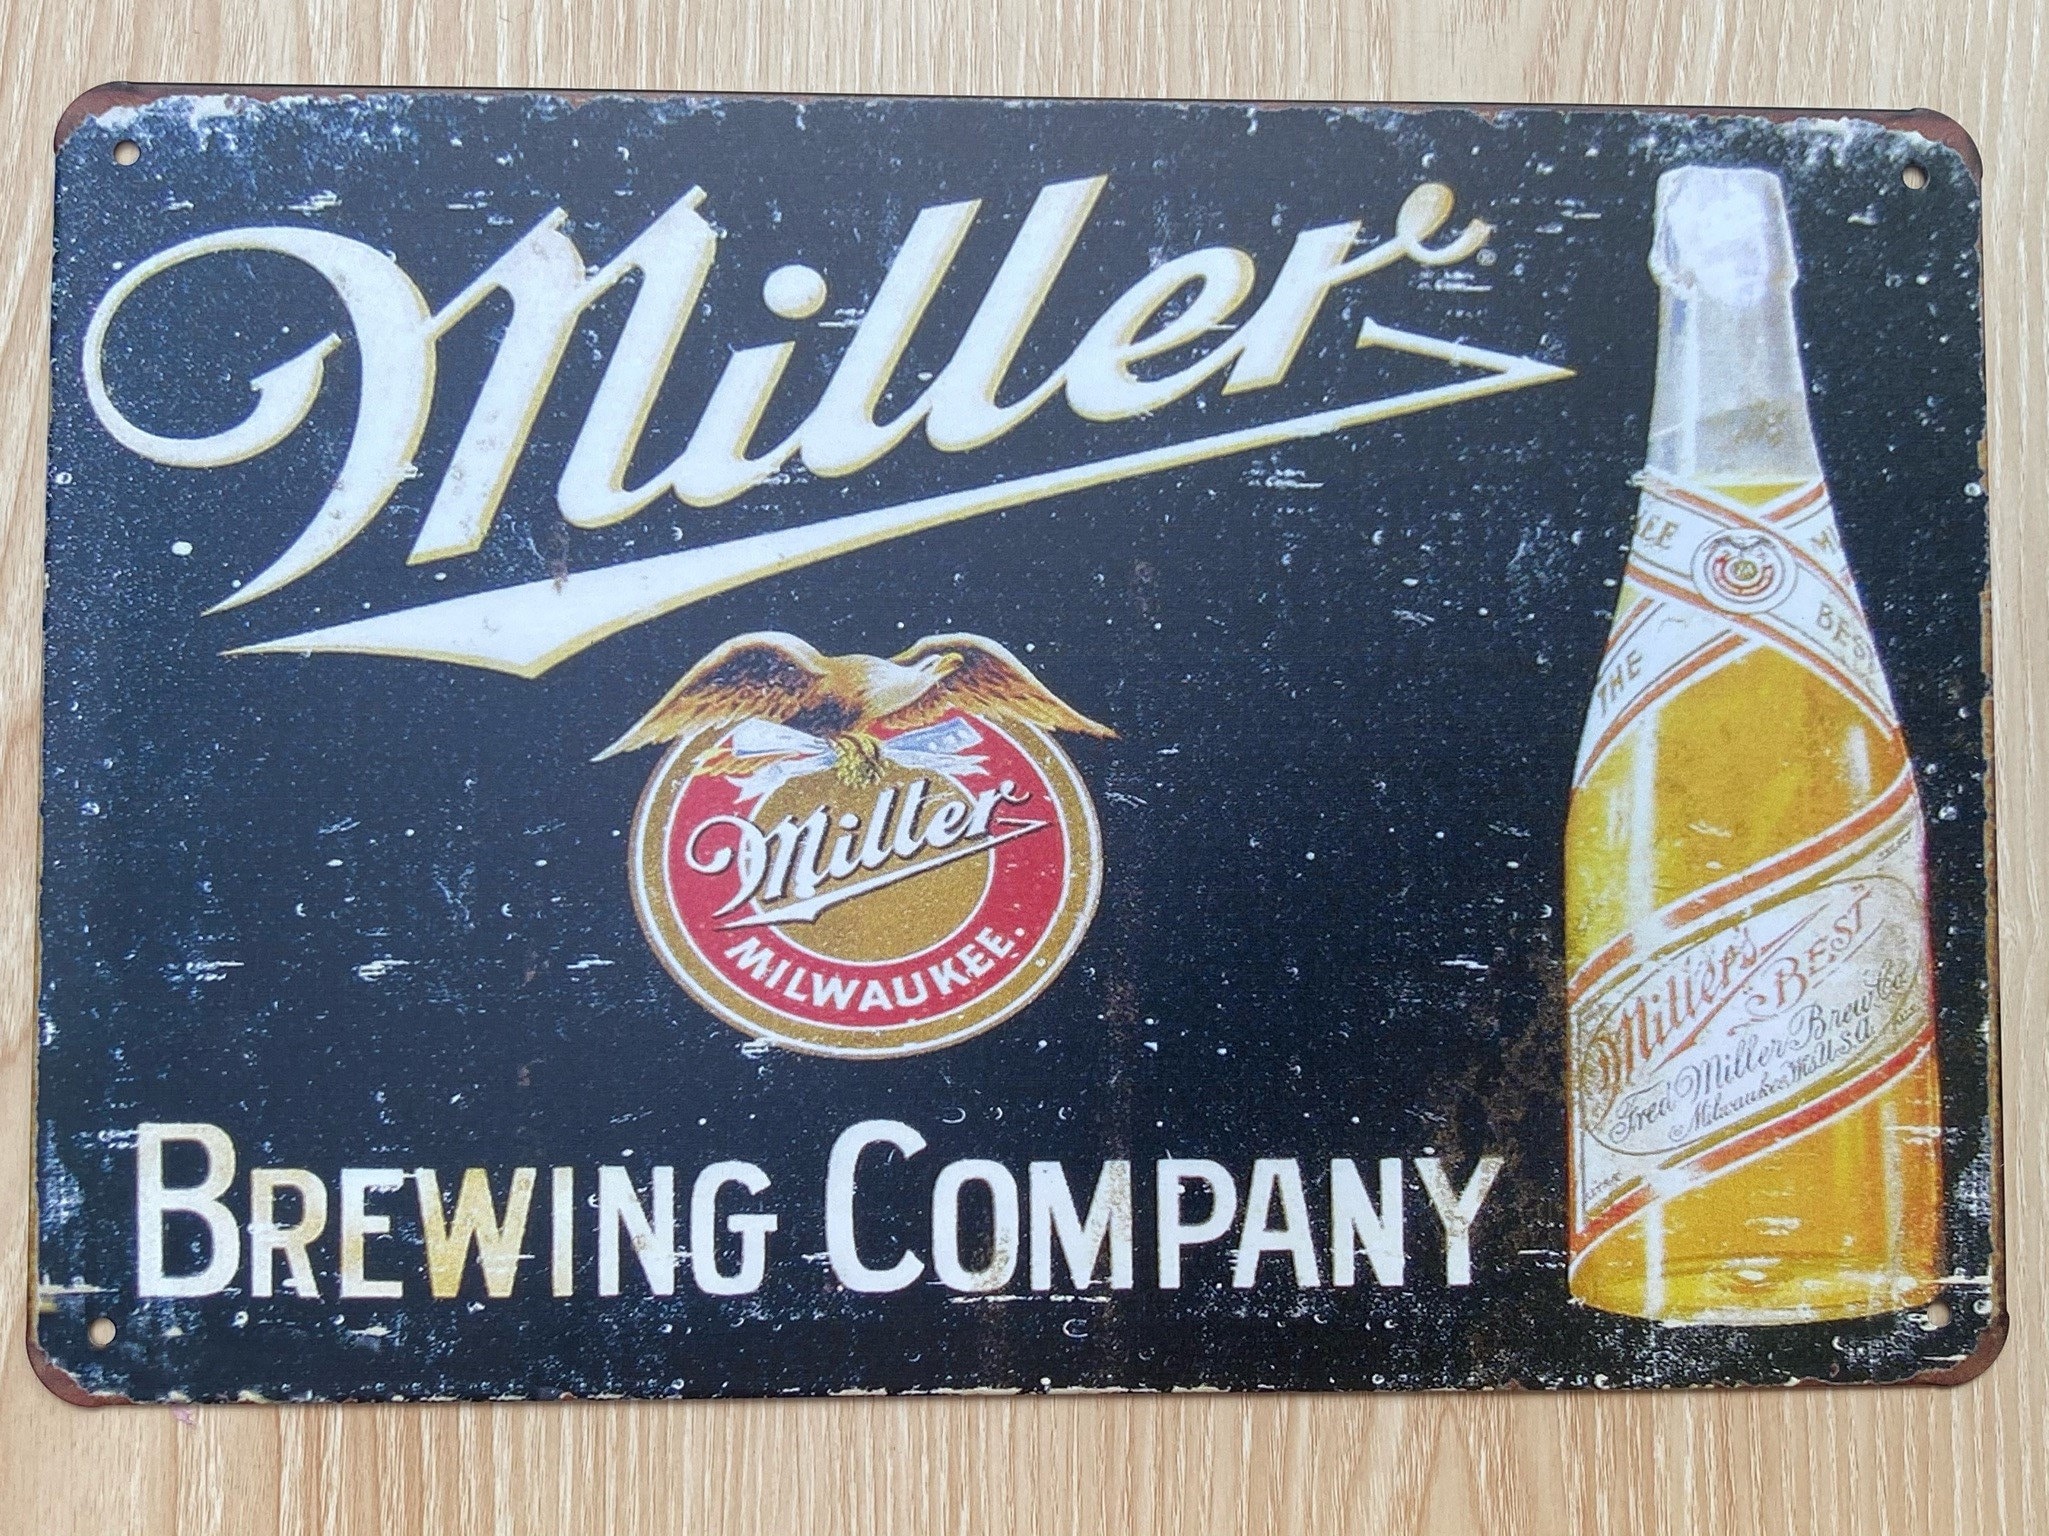 Miller®
Miller
MILWAUKEE.
BREWING COMPANY
THE
BEST
Miller's
"BEST"
Fred Miller Brew. Co.
Milwaukee. Wis. U.S.A.